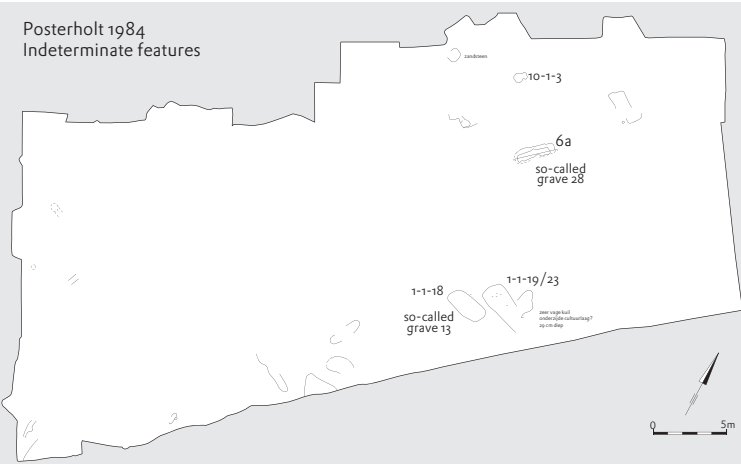 Posterholt 1984
Indeterminate features
zandsteen
10-1-3
6a
so-called
grave 28
1-1-19/23
1-1-18
so-called
grave 13
zeer vage kuil
onderzijde cultuurlaag?
29 cm diep
0 5m